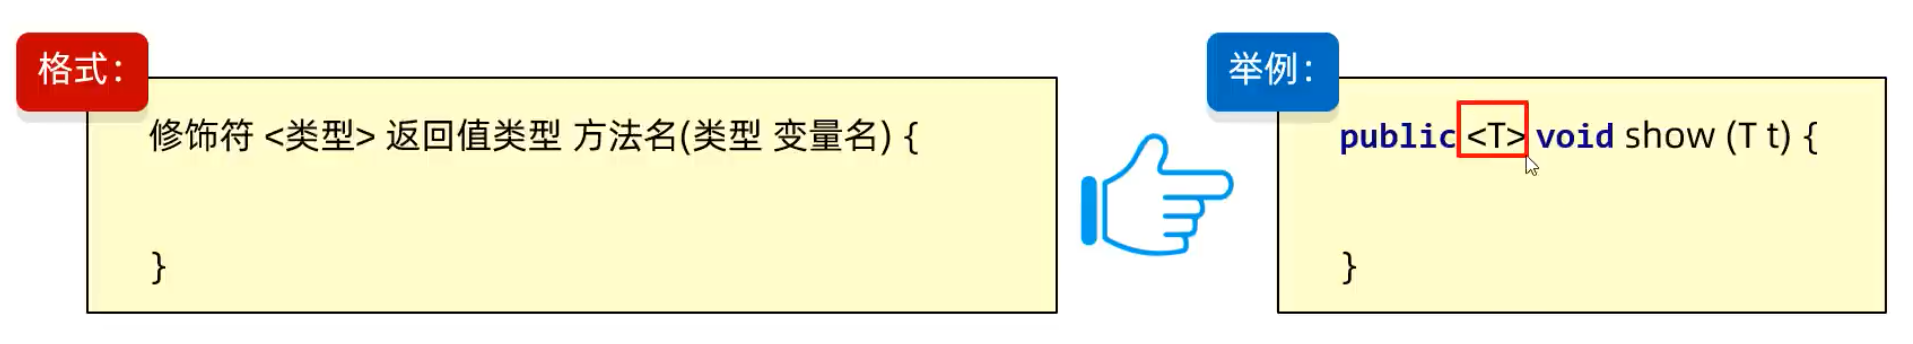 格式：
修饰符 <类型> 返回值类型 方法名(类型 变量名) {
}
举例：
public <T> void show (T t) {
}